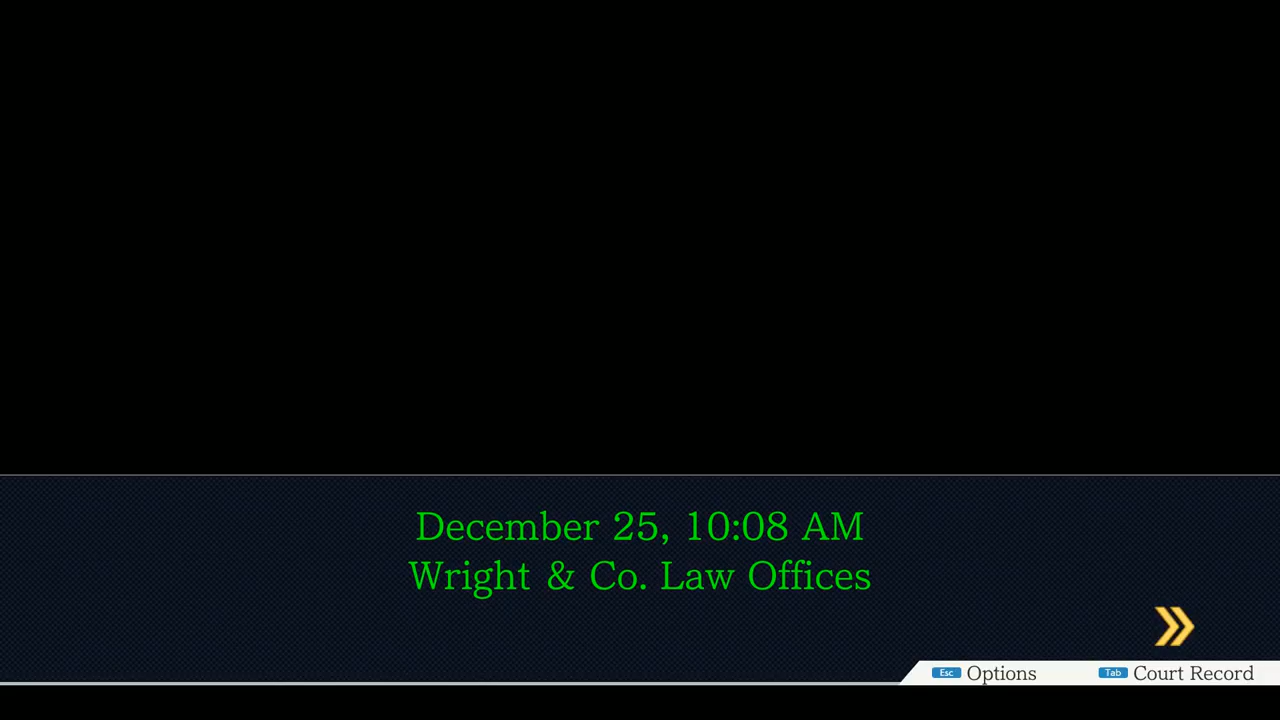 December 25, 10:08 AM
Wright & Co. Law Offices
Esc Options Tab Court Record